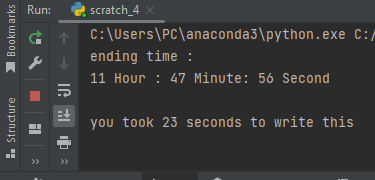 Run: scratch_4
Bookmarks
Structure
C:\Users\PC\anaconda3\python.exe C:/
ending time :
11 Hour : 47 Minute: 56 Second
you took 23 seconds to write this